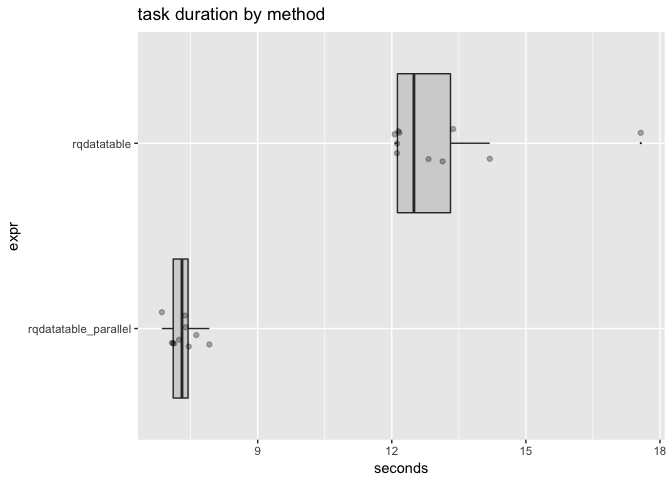 task duration by method
rqdatatable
rqdatatable_parallel
expr
9 12 15 18
seconds